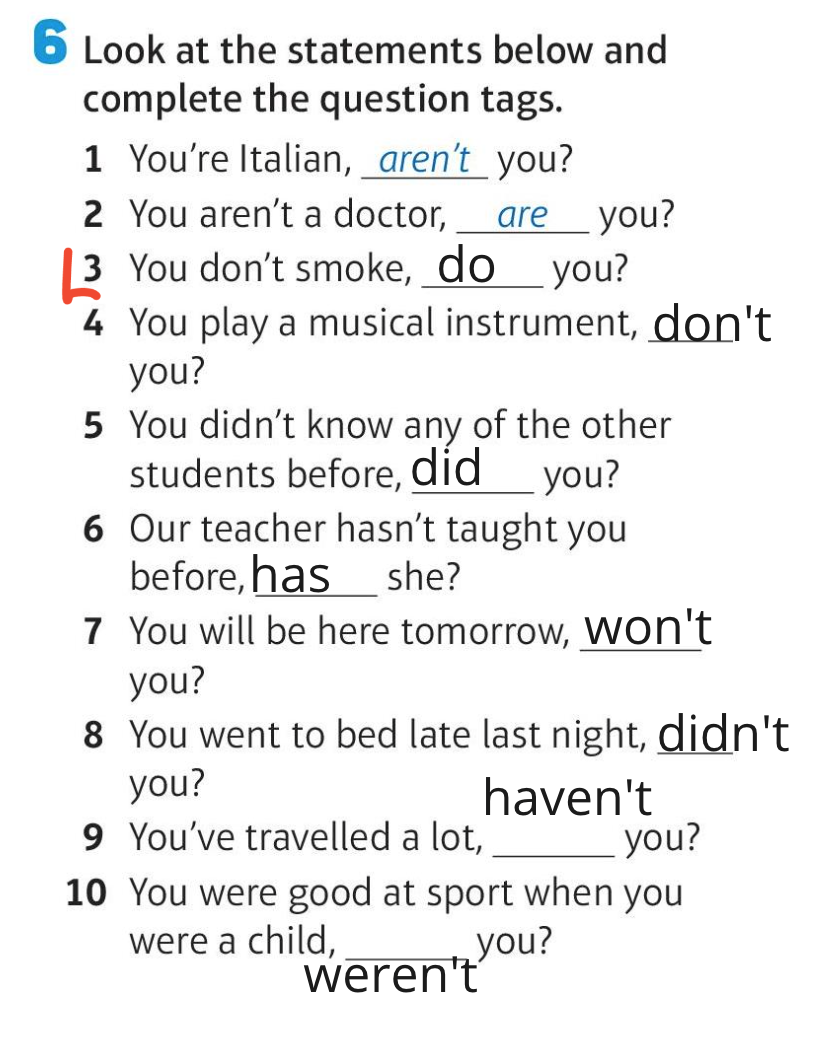 6 Look at the statements below and
complete the question tags.
1 You're Italian, aren't you?
2 You aren't a doctor, are you?
3 You don't smoke, do you?
4 You play a musical instrument, don't
you?
5 You didn't know any of the other
students before, did you?
6 Our teacher hasn't taught you
before, has she?
7 You will be here tomorrow, won't
you?
8 You went to bed late last night, didn't
you?
9 You've travelled a lot, haven't you?
10 You were good at sport when you
were a child, weren't you?